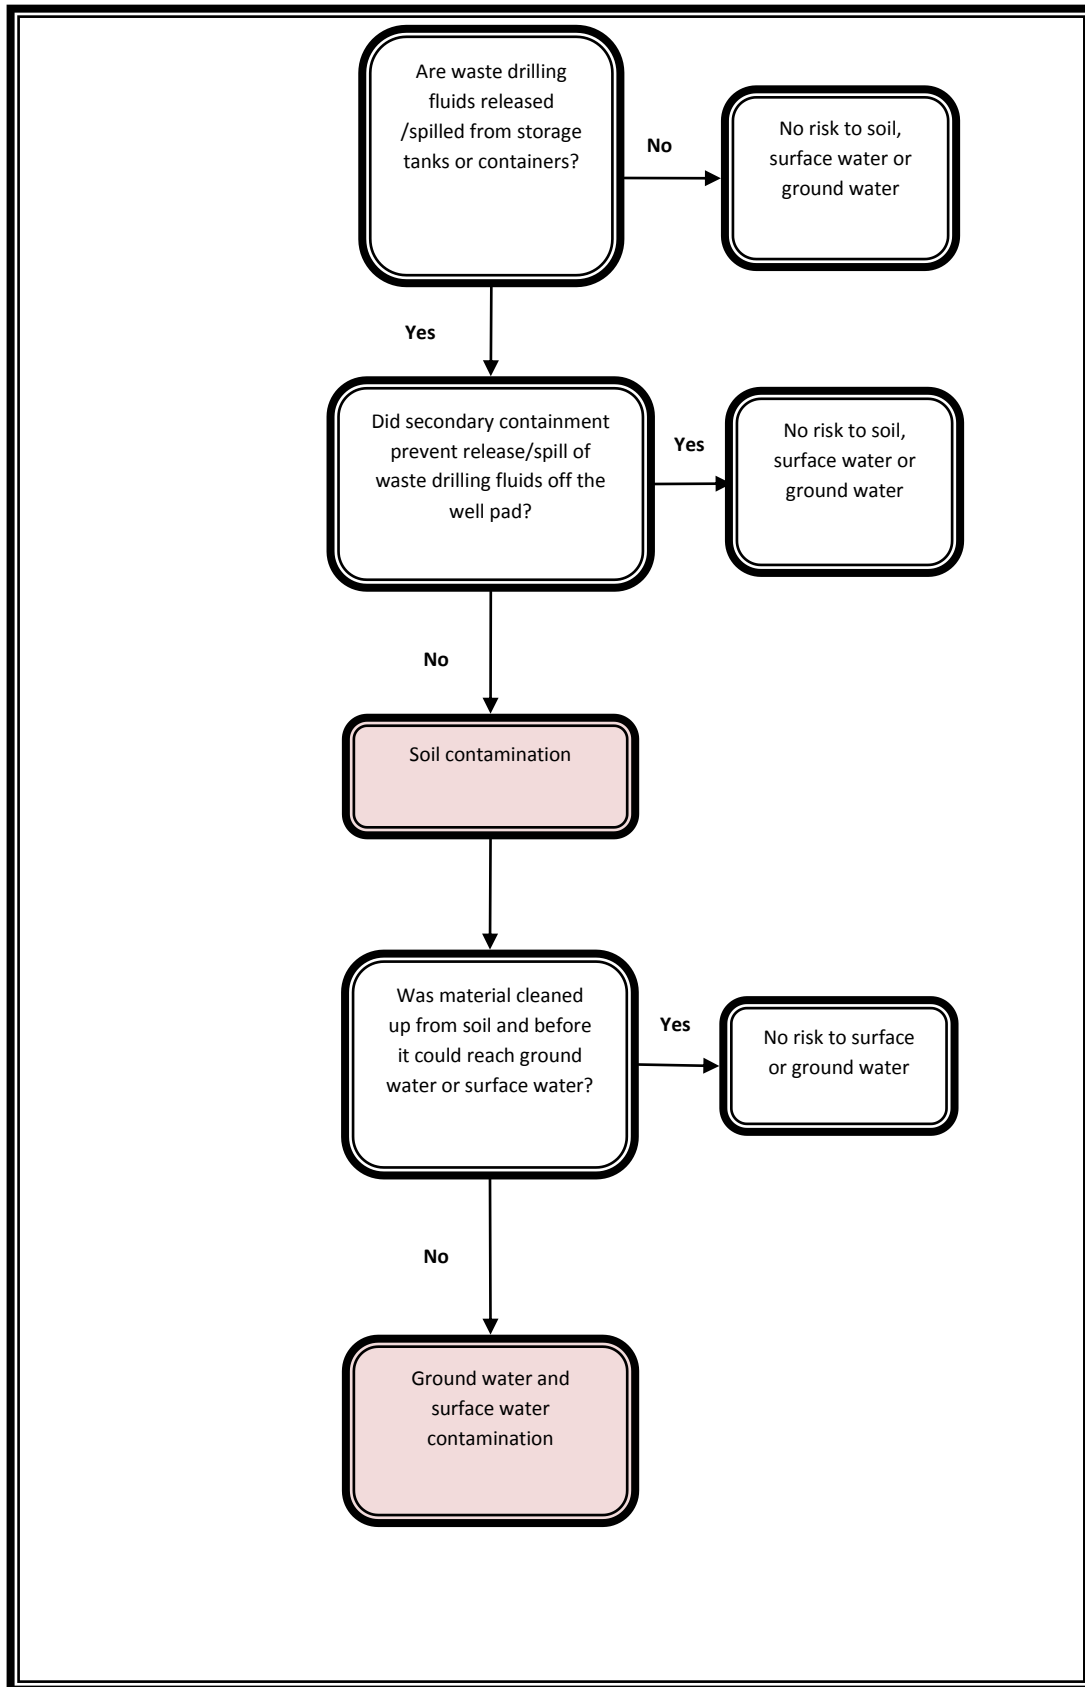 Are waste drilling
fluids released
/spilled from storage
tanks or containers?
No
No risk to soil,
surface water or
ground water
Yes
Did secondary containment
prevent release/spill of
waste drilling fluids off the
well pad?
Yes
No risk to soil,
surface water or
ground water
No
Soil contamination
Was material cleaned
up from soil and before
it could reach ground
water or surface water?
Yes
No risk to surface
or ground water
No
Ground water and
surface water
contamination